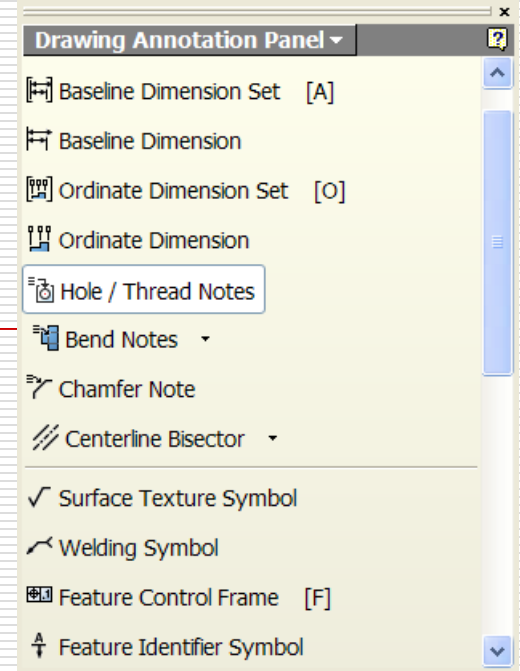 Drawing Annotation Panel
Baseline Dimension Set [A]
Baseline Dimension
Ordinate Dimension Set [O]
Ordinate Dimension
Hole / Thread Notes
Bend Notes
Chamfer Note
Centerline Bisector
Surface Texture Symbol
Welding Symbol
Feature Control Frame [F]
Feature Identifier Symbol